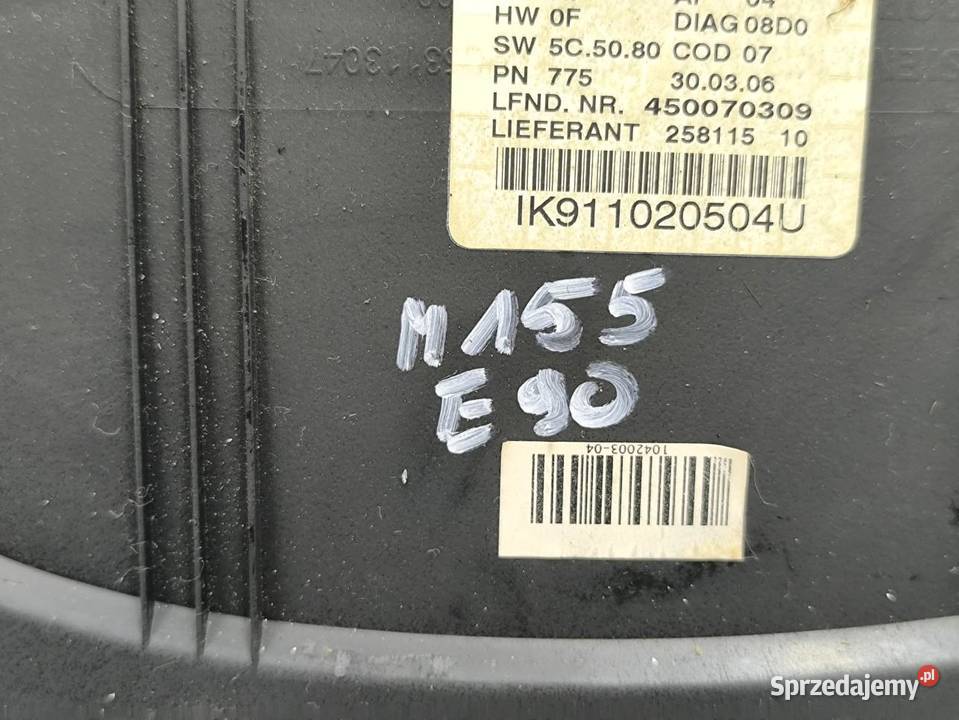 HW 0F DIAG 08D0
SW 5C.50.80 COD 07
PN 775 30.03.06
LFND. NR. 450070309
LIEFERANT 258115 10
IK911020504U
M155
E90
1042003-04
Sprzedajemy.pl